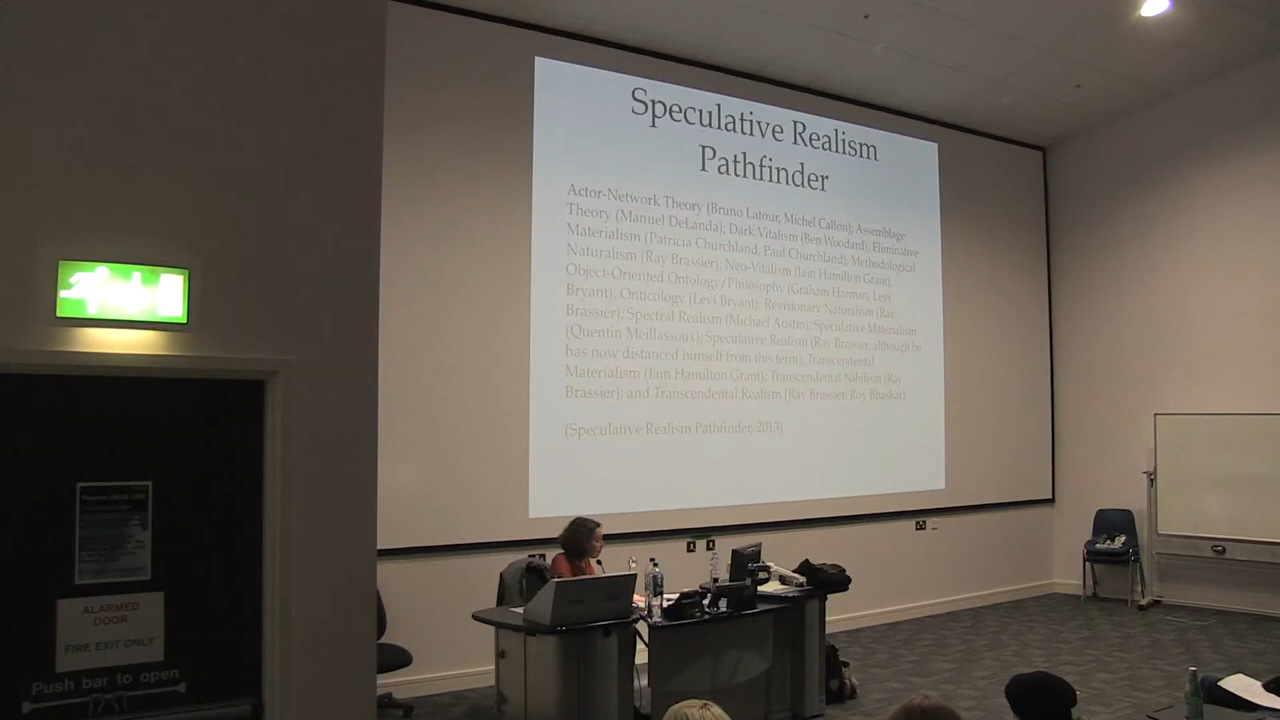 Speculative Realism
Pathfinder
Actor-Network Theory (Bruno Latour, Michel Callon); Assemblage
Theory (Manuel DeLanda); Dark Vitalism (Ben Woodard); Eliminative
Materialism (Patricia Churchland, Paul Churchland); Methodological
Naturalism (Ray Brassier); Neo-Vitalism (Iain Hamilton Grant);
Object-Oriented Ontology/Philosophy (Graham Harman, Levi
Bryant); Onticology (Levi Bryant); Revisionary Naturalism (Ray
Brassier); Spectral Realism (Michael Austin); Speculative Materialism
(Quentin Meillassoux); Speculative Realism (Ray Brassier, although he
has now distanced himself from this term); Transcendental
Materialism (Iain Hamilton Grant); Transcendental Nihilism (Ray
Brassier); and Transcendental Realism (Ray Brassier, Roy Bhaskar)
(Speculative Realism Pathfinder, 2013)
ALARMED
DOOR
FIRE EXIT ONLY
Push bar to open